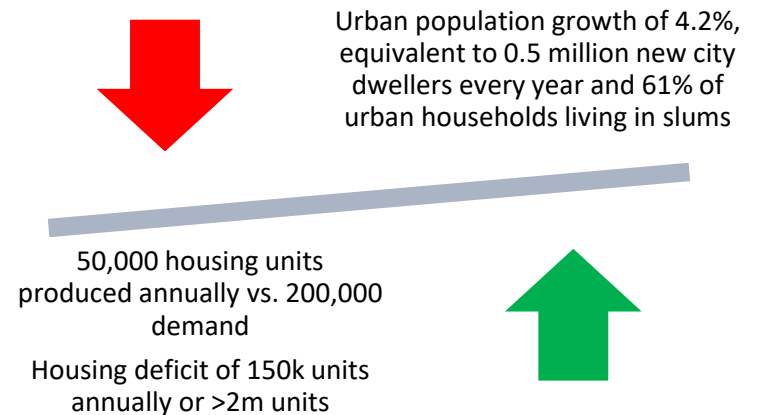 Urban population growth of 4.2%,
equivalent to 0.5 million new city
dwellers every year and 61% of
urban households living in slums
50,000 housing units
produced annually vs. 200,000
demand
Housing deficit of 150k units
annually or >2m units